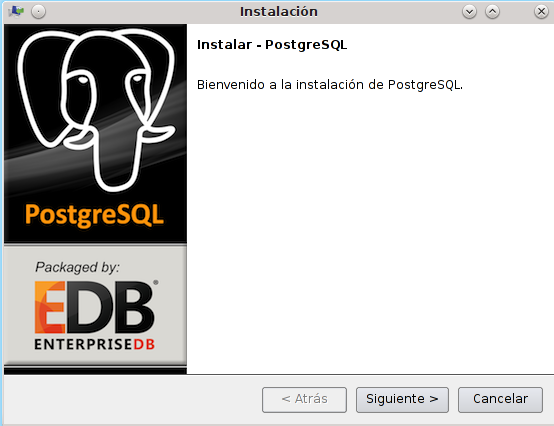 Instalación
Instalar - PostgreSQL
Bienvenido a la instalación de PostgreSQL.
PostgreSQL
Packaged by:
EDB®
ENTERPRISEDB
< Atrás
Siguiente >
Cancelar